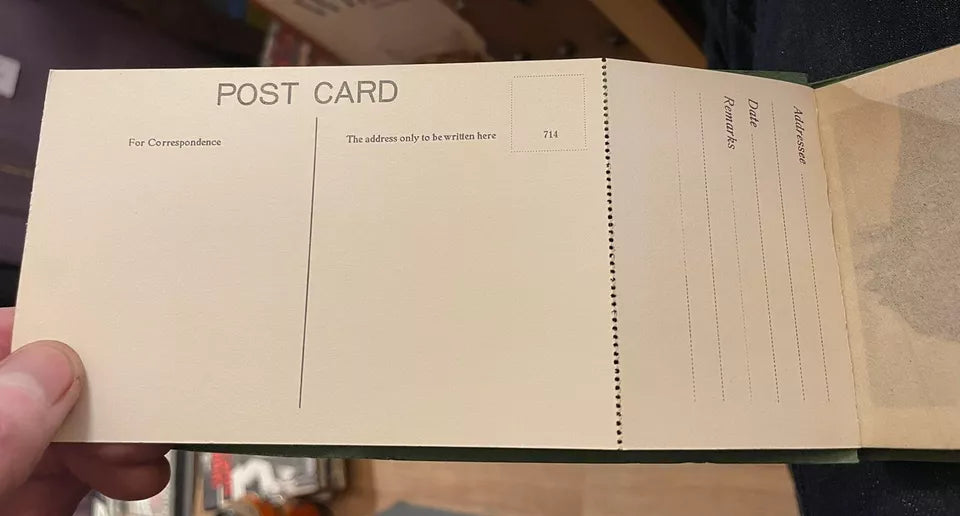 POST CARD
For Correspondence
The address only to be written here
714
Addressee
Date
Remarks